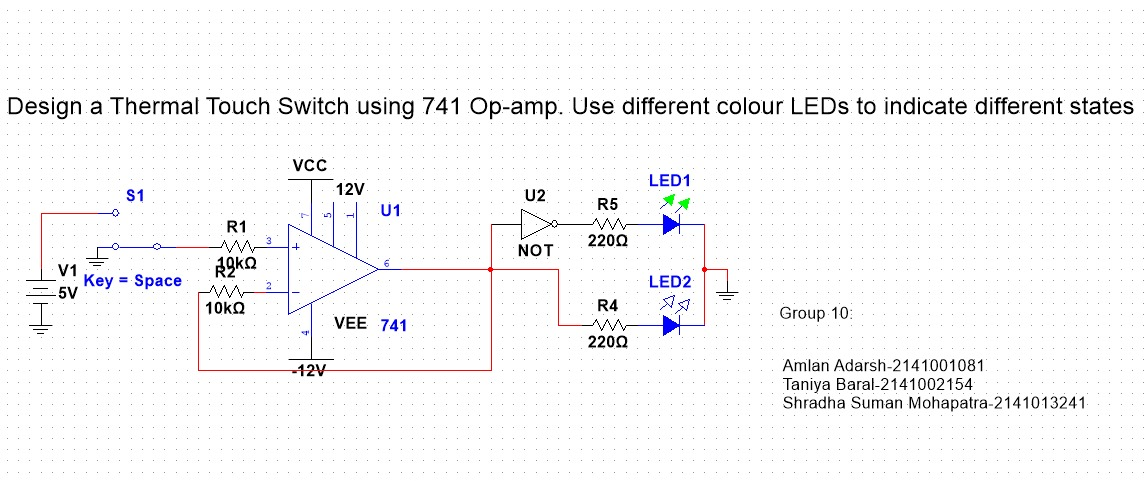 Design a Thermal Touch Switch using 741 Op-amp. Use different colour LEDs to indicate different states
VCC
12V
S1
U1
U2
LED1
R1
10kΩ
R2
10kΩ
R5
220Ω
NOT
V1
5V
Key = Space
7
5
1
3
2
6
4
VEE
741
-12V
LED2
R4
220Ω
Group 10:
Amlan Adarsh-2141001081
Taniya Baral-2141002154
Shradha Suman Mohapatra-2141013241